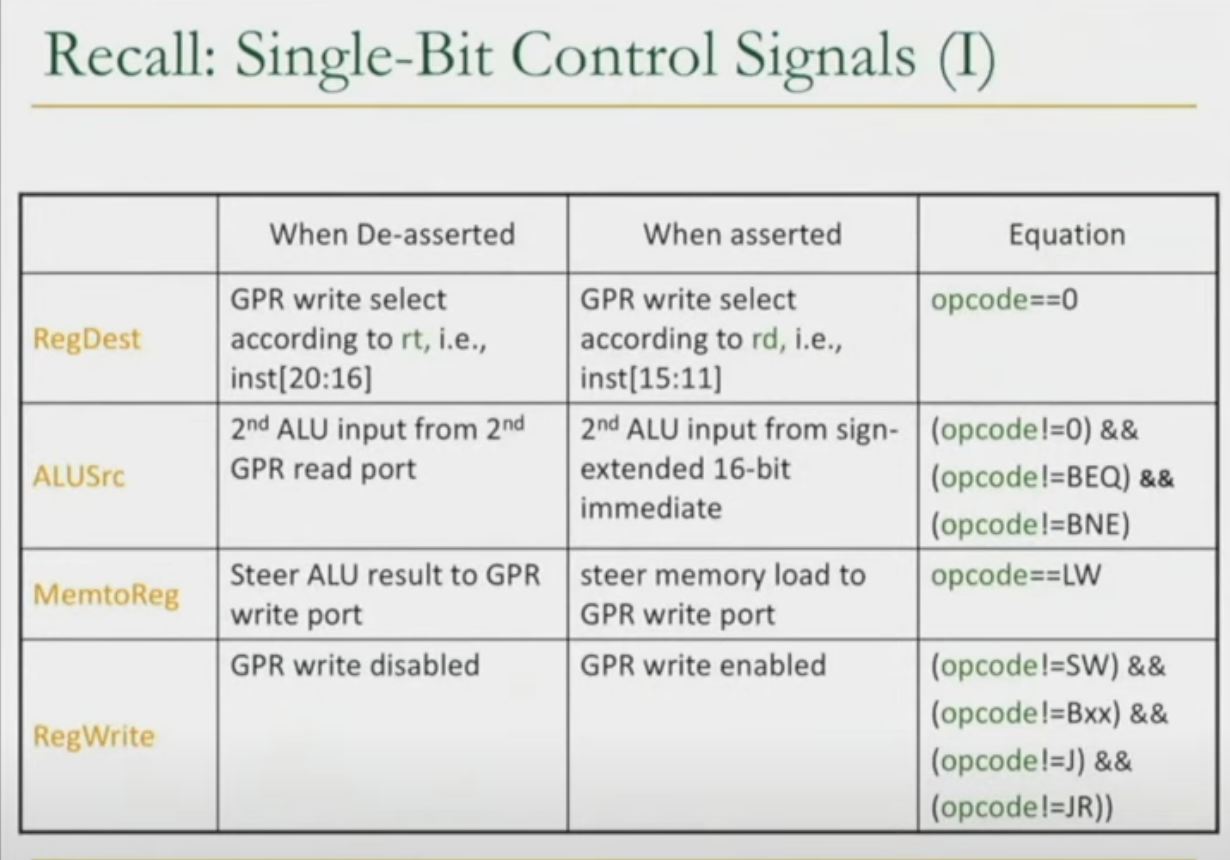 Recall: Single-Bit Control Signals (I)
When De-asserted
When asserted
Equation
RegDest
GPR write select
according to rt, i.e.,
inst[20:16]
GPR write select
according to rd, i.e.,
inst[15:11]
opcode==0
ALUSrc
2nd ALU input from 2nd
GPR read port
2nd ALU input from sign-
extended 16-bit
immediate
(opcode!=0) &&
(opcode!=BEQ) &&
(opcode!=BNE)
MemtoReg
Steer ALU result to GPR
write port
steer memory load to
GPR write port
opcode==LW
RegWrite
GPR write disabled
GPR write enabled
(opcode!=SW) &&
(opcode!=Bxx) &&
(opcode!=J) &&
(opcode!=JR))